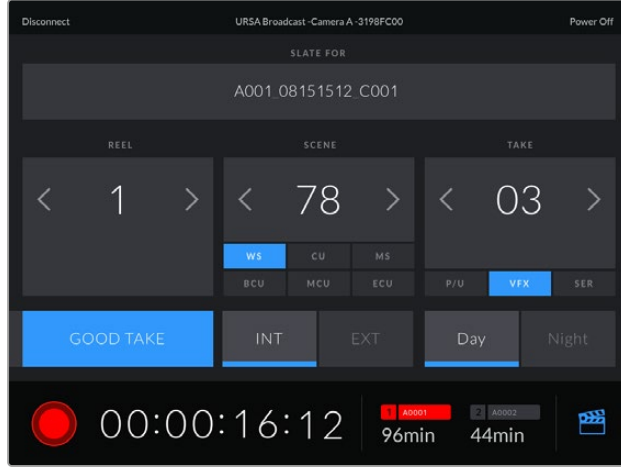 Disconnect URSA Broadcast -Camera A -3198FC00 Power Off
SLATE FOR
A001_08151512_C001
REEL SCENE TAKE
< 1 > < 78 > < 03 >
WS CU MS
BCU MCU ECU P/U VFX SER
GOOD TAKE INT EXT Day Night
00:00:16:12 1 A0001 2 A0002
96min 44min